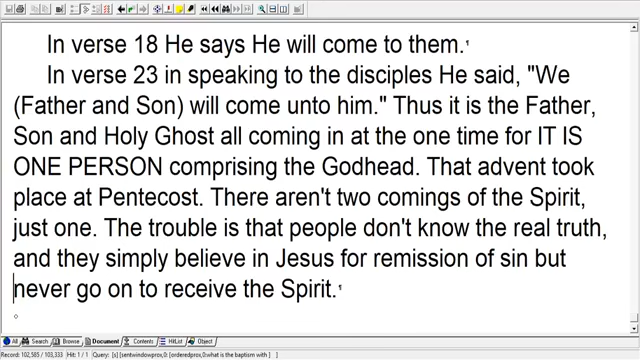 In verse 18 He says He will come to them.
In verse 23 in speaking to the disciples He said, "We
(Father and Son) will come unto him." Thus it is the Father,
Son and Holy Ghost all coming in at the one time for IT IS
ONE PERSON comprising the Godhead. That advent took
place at Pentecost. There aren't two comings of the Spirit,
just one. The trouble is that people don't know the real truth,
and they simply believe in Jesus for remission of sin but
never go on to receive the Spirit.
All Search Browse Document Contents HitList Object
Record: 102,585 / 103,333 Hit: 1 / 1 Query: [s] [sentwindowprox,0: [orderedprox,0:what is the baptism with ]